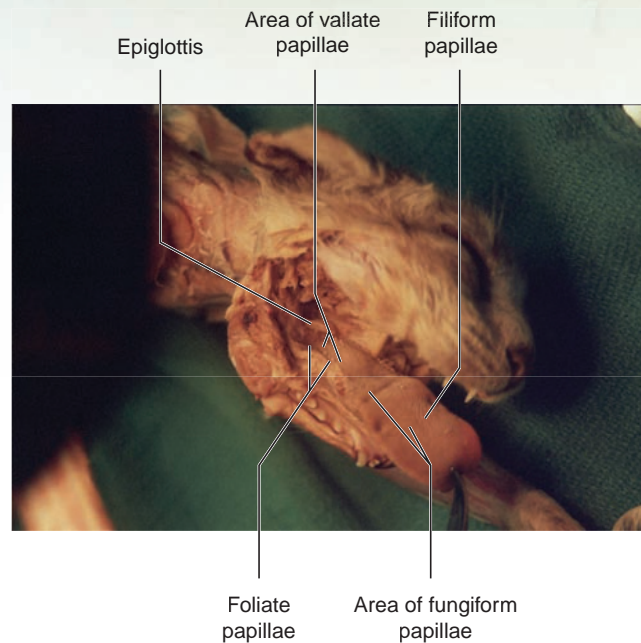 Epiglottis
Area of vallate
papillae
Filiform
papillae
Foliate
papillae
Area of fungiform
papillae